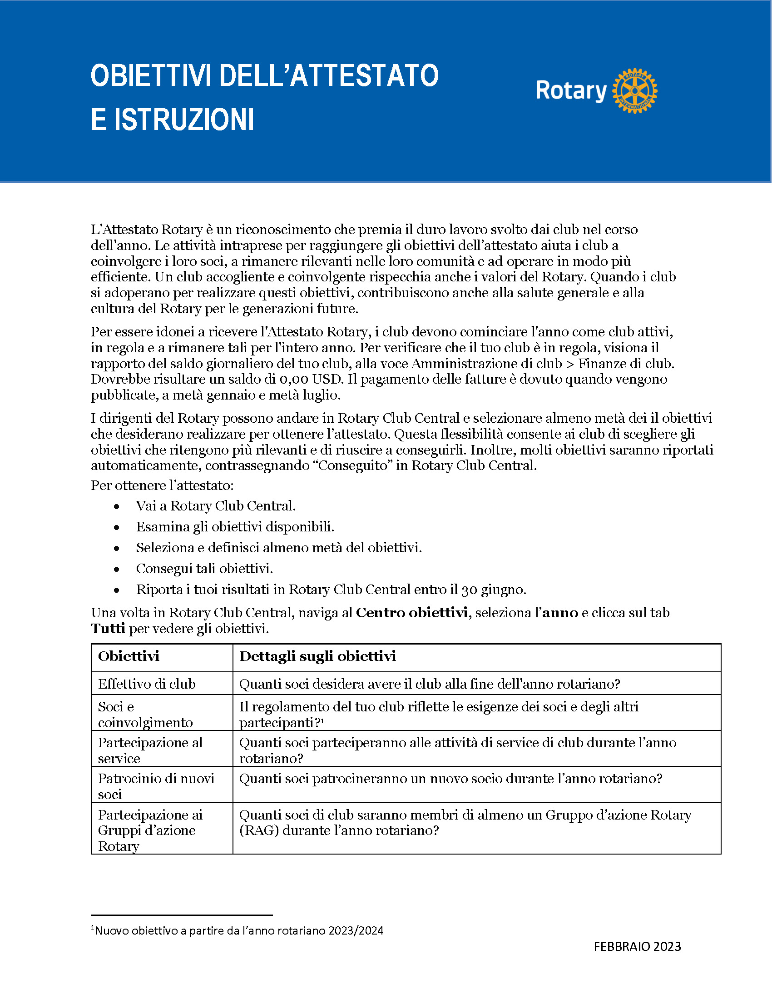 OBIETTIVI DELL’ATTESTATO
E ISTRUZIONI
Rotary
ROTARY
INTERNATIONAL
L’Attestato Rotary è un riconoscimento che premia il duro lavoro svolto dai club nel corso
dell'anno. Le attività intraprese per raggiungere gli obiettivi dell’attestato aiuta i club a
coinvolgere i loro soci, a rimanere rilevanti nelle loro comunità e ad operare in modo più
efficiente. Un club accogliente e coinvolgente rispecchia anche i valori del Rotary. Quando i club
si adoperano per realizzare questi obiettivi, contribuiscono anche alla salute generale e alla
cultura del Rotary per le generazioni future.
Per essere idonei a ricevere l'Attestato Rotary, i club devono cominciare l'anno come club attivi,
in regola e a rimanere tali per l'intero anno. Per verificare che il tuo club è in regola, visiona il
rapporto del saldo giornaliero del tuo club, alla voce Amministrazione di club > Finanze di club.
Dovrebbe risultare un saldo di 0,00 USD. Il pagamento delle fatture è dovuto quando vengono
pubblicate, a metà gennaio e metà luglio.
I dirigenti del Rotary possono andare in Rotary Club Central e selezionare almeno metà dei il obiettivi
che desiderano realizzare per ottenere l’attestato. Questa flessibilità consente ai club di scegliere gli
obiettivi che ritengono più rilevanti e di riuscire a conseguirli. Inoltre, molti obiettivi saranno riportati
automaticamente, contrassegnando “Conseguito” in Rotary Club Central.
Per ottenere l’attestato:
• Vai a Rotary Club Central.
• Esamina gli obiettivi disponibili.
• Seleziona e definisci almeno metà del obiettivi.
• Consegui tali obiettivi.
• Riporta i tuoi risultati in Rotary Club Central entro il 30 giugno.
Una volta in Rotary Club Central, naviga al Centro obiettivi, seleziona l’anno e clicca sul tab
Tutti per vedere gli obiettivi.
Obiettivi
Dettagli sugli obiettivi
Effettivo di club
Quanti soci desidera avere il club alla fine dell'anno rotariano?
Soci e
coinvolgimento
Il regolamento del tuo club riflette le esigenze dei soci e degli altri
partecipanti?¹
Partecipazione al
service
Quanti soci parteciperanno alle attività di service di club durante l’anno
rotariano?
Patrocinio di nuovi
soci
Quanti soci patrocineranno un nuovo socio durante l’anno rotariano?
Partecipazione ai
Gruppi d’azione
Rotary
Quanti soci di club saranno membri di almeno un Gruppo d’azione Rotary
(RAG) durante l’anno rotariano?
¹Nuovo obiettivo a partire da l’anno rotariano 2023/2024
FEBBRAIO 2023